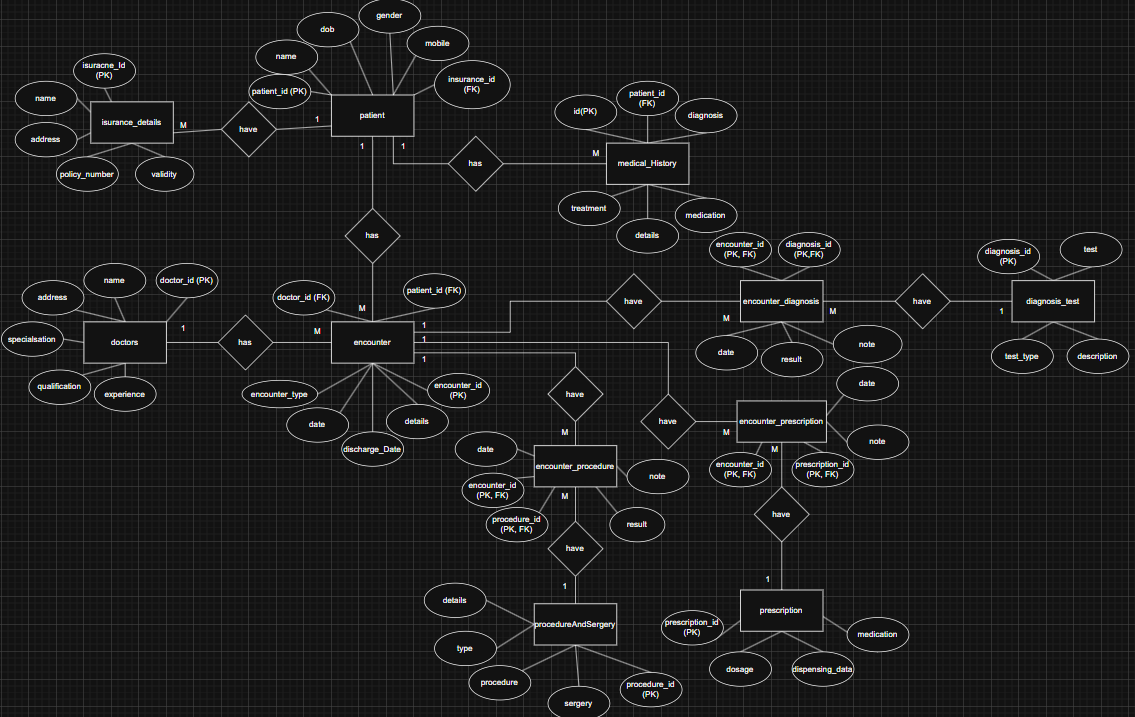 gender
dob
mobile
name
isuracne_Id
(PK)
insurance_id
(FK)
patient_id (PK)
name
isurance_details
M
have
1
patient
address
policy_number
validity
1
1
has
M
id(PK)
patient_id
(FK)
diagnosis
medical_History
treatment
medication
details
has
M
name
doctor_id (PK)
address
specialsation
doctors
1
has
M
qualification
experience
doctor_id (FK)
patient_id (FK)
encounter
1
1
1
encounter_type
date
discharge_Date
details
encounter_id
(PK)
have
M
encounter_id
(PK, FK)
diagnosis_id
(PK,FK)
encounter_diagnosis
M
date
result
note
have
1
diagnosis_id
(PK)
test
diagnosis_test
test_type
description
have
M
date
encounter_prescription
note
M
encounter_id
(PK, FK)
prescription_id
(PK, FK)
have
1
prescription
prescription_id
(PK)
medication
dosage
dispensing_data
have
M
date
encounter_procedure
note
encounter_id
(PK, FK)
M
procedure_id
(PK, FK)
result
have
1
details
procedureAndSergery
type
procedure
sergery
procedure_id
(PK)